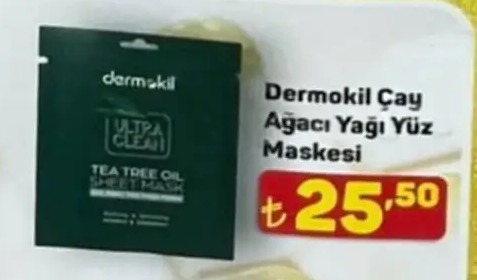 dermokil
ULTRA
CLEAN
TEA TREE OIL
SHEET MASK
Dermokil Çay
Ağacı Yağı Yüz
Maskesi
₺25,50